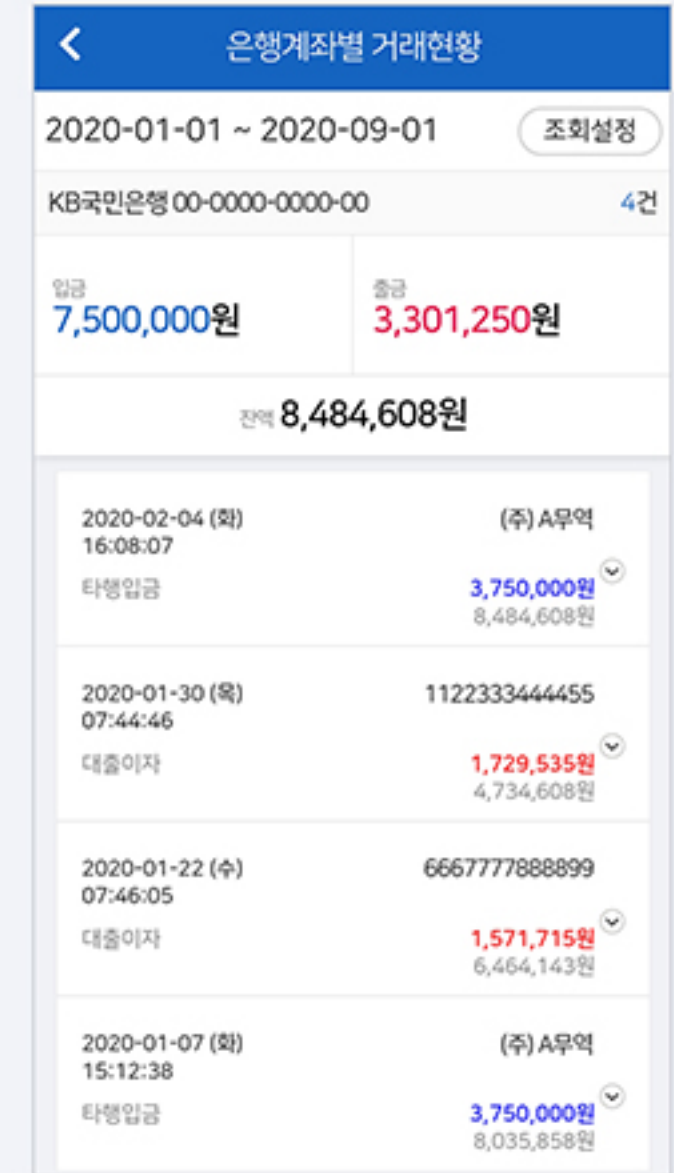 은행계좌별 거래현황
2020-01-01 ~ 2020-09-01 조회설정
KB국민은행 00-0000-0000-00 4건
입금 출금
7,500,000원 3,301,250원
잔액 8,484,608원
2020-02-04 (화) (주) A무역
16:08:07
타행입금 3,750,000원
8,484,608원
2020-01-30 (목) 1122333444455
07:44:46
대출이자 1,729,535원
4,734,608원
2020-01-22 (수) 6667777888899
07:46:05
대출이자 1,571,715원
6,464,143원
2020-01-07 (화) (주) A무역
15:12:38
타행입금 3,750,000원
8,035,858원